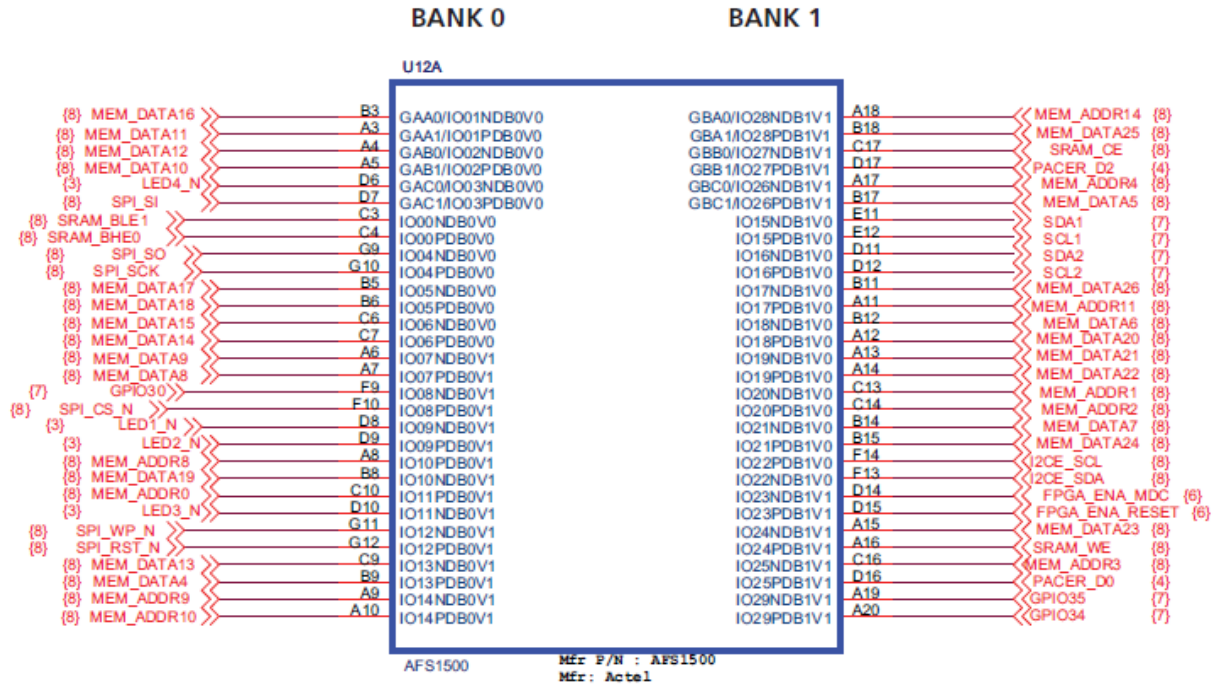 BANK 0 BANK 1
U12A
{8} MEM_DATA16 B3 GAA0/IO01NDB0V0 GBA0/IO28NDB1V1 A18 MEM_ADDR14 {8}
{8} MEM_DATA11 A3 GAA1/IO01PDB0V0 GBA1/IO28PDB1V1 B18 MEM_DATA25 {8}
{8} MEM_DATA12 A4 GAB0/IO02NDB0V0 GBB0/IO27NDB1V1 C17 SRAM_CE {8}
{8} MEM_DATA10 A5 GAB1/IO02PDB0V0 GBB1/IO27PDB1V1 D17 PACER_D2 {4}
{3} LED4_N D6 GAC0/IO03NDB0V0 GBC0/IO26NDB1V1 A17 MEM_ADDR4 {8}
{8} SPI_SI D7 GAC1/IO03PDB0V0 GBC1/IO26PDB1V1 B17 MEM_DATA5 {8}
{8} SRAM_BLE1 C3 IO00NDB0V0 IO15NDB1V0 E11 SDA1 {7}
{8} SRAM_BHE0 C4 IO00PDB0V0 IO15PDB1V0 E12 SCL1 {7}
{8} SPI_SO G9 IO04NDB0V0 IO16NDB1V0 D11 SDA2 {7}
{8} SPI_SCK G10 IO04PDB0V0 IO16PDB1V0 D12 SCL2 {7}
{8} MEM_DATA17 B5 IO05NDB0V0 IO17NDB1V0 B11 MEM_DATA26 {8}
{8} MEM_DATA18 B6 IO05PDB0V0 IO17PDB1V0 A11 MEM_ADDR11 {8}
{8} MEM_DATA15 C6 IO06NDB0V0 IO18NDB1V0 B12 MEM_DATA6 {8}
{8} MEM_DATA14 C7 IO06PDB0V0 IO18PDB1V0 A12 MEM_DATA20 {8}
{8} MEM_DATA9 A6 IO07NDB0V1 IO19NDB1V0 A13 MEM_DATA21 {8}
{8} MEM_DATA8 A7 IO07PDB0V1 IO19PDB1V0 A14 MEM_DATA22 {8}
{7} GPIO30 F9 IO08NDB0V1 IO20NDB1V0 C13 MEM_ADDR1 {8}
{8} SPI_CS_N F10 IO08PDB0V1 IO20PDB1V0 C14 MEM_ADDR2 {8}
{3} LED1_N D8 IO09NDB0V1 IO21NDB1V0 B14 MEM_DATA7 {8}
{3} LED2_N D9 IO09PDB0V1 IO21PDB1V0 B15 MEM_DATA24 {8}
{8} MEM_ADDR8 A8 IO10PDB0V1 IO22PDB1V0 F14 I2CE_SCL {8}
{8} MEM_DATA19 B8 IO10NDB0V1 IO22NDB1V0 F13 I2CE_SDA {8}
{8} MEM_ADDR0 C10 IO11PDB0V1 IO23NDB1V1 D14 FPGA_ENA_MDC {6}
{3} LED3_N D10 IO11NDB0V1 IO23PDB1V1 D15 FPGA_ENA_RESET {6}
{8} SPI_WP_N G11 IO12NDB0V1 IO24NDB1V1 A15 MEM_DATA23 {8}
{8} SPI_RST_N G12 IO12PDB0V1 IO24PDB1V1 A16 SRAM_WE {8}
{8} MEM_DATA13 C9 IO13NDB0V1 IO25NDB1V1 C16 MEM_ADDR3 {8}
{8} MEM_DATA4 B9 IO13PDB0V1 IO25PDB1V1 D16 PACER_D0 {4}
{8} MEM_ADDR9 A9 IO14NDB0V1 IO29NDB1V1 A19 GPIO35 {7}
{8} MEM_ADDR10 A10 IO14PDB0V1 IO29PDB1V1 A20 GPIO34 {7}
AFS1500 Mfr P/N : AFS1500
Mfr: Actel